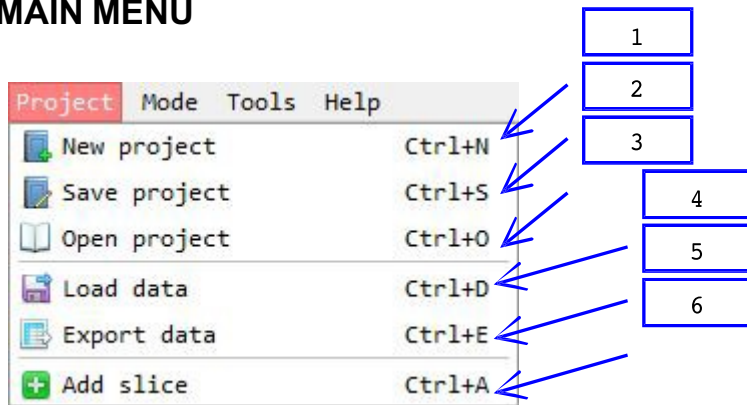 MAIN MENU
1
2
3
4
5
6
Project Mode Tools Help
New project Ctrl+N
Save project Ctrl+S
Open project Ctrl+O
Load data Ctrl+D
Export data Ctrl+E
Add slice Ctrl+A